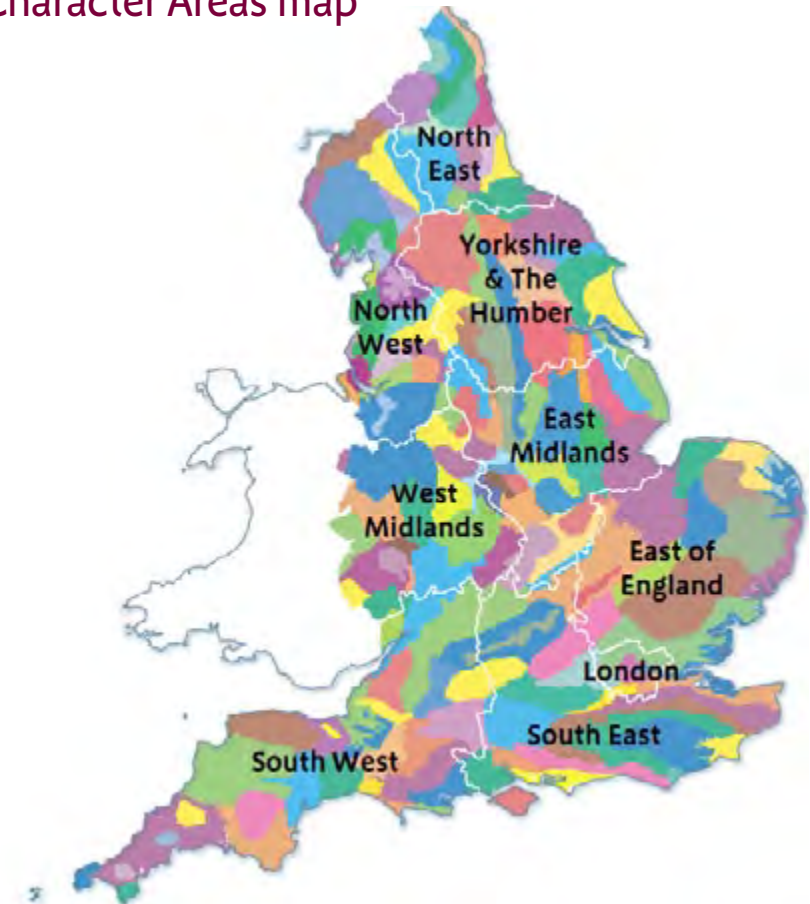 Character Areas map
North
East
Yorkshire
& The
Humber
North
West
East
Midlands
West
Midlands
East of
England
London
South East
South West